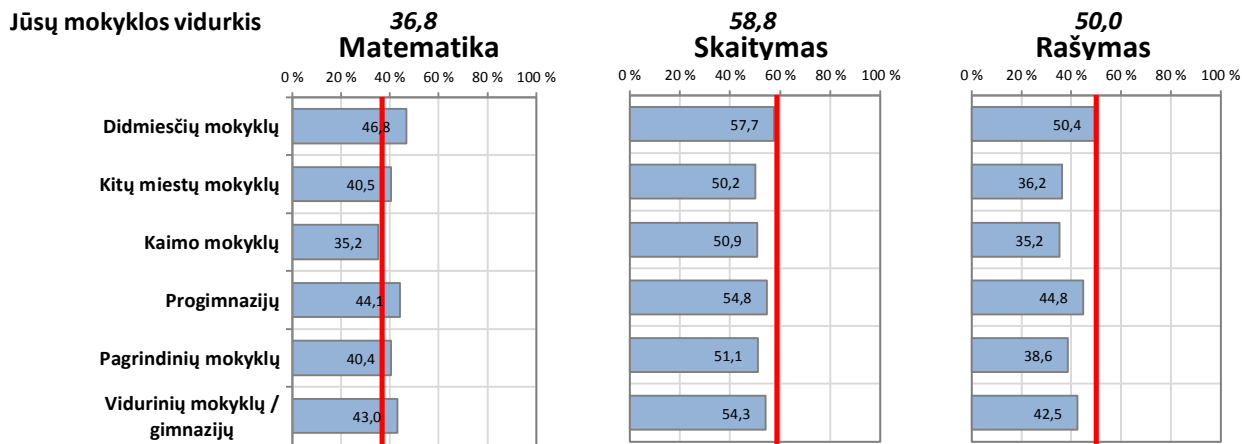 Jūsų mokyklos vidurkis 36,8 58,8 50,0
Matematika Skaitymas Rašymas
0 % 20 % 40 % 60 % 80 % 100 % 0 % 20 % 40 % 60 % 80 % 100 % 0 % 20 % 40 % 60 % 80 % 100 %
Didmiesčių mokyklų 46,8 57,7 50,4
Kitų miestų mokyklų 40,5 50,2 36,2
Kaimo mokyklų 35,2 50,9 35,2
Progimnazijų 44,1 54,8 44,8
Pagrindinių mokyklų 40,4 51,1 38,6
Vidurinių mokyklų /
gimnazijų 43,0 54,3 42,5